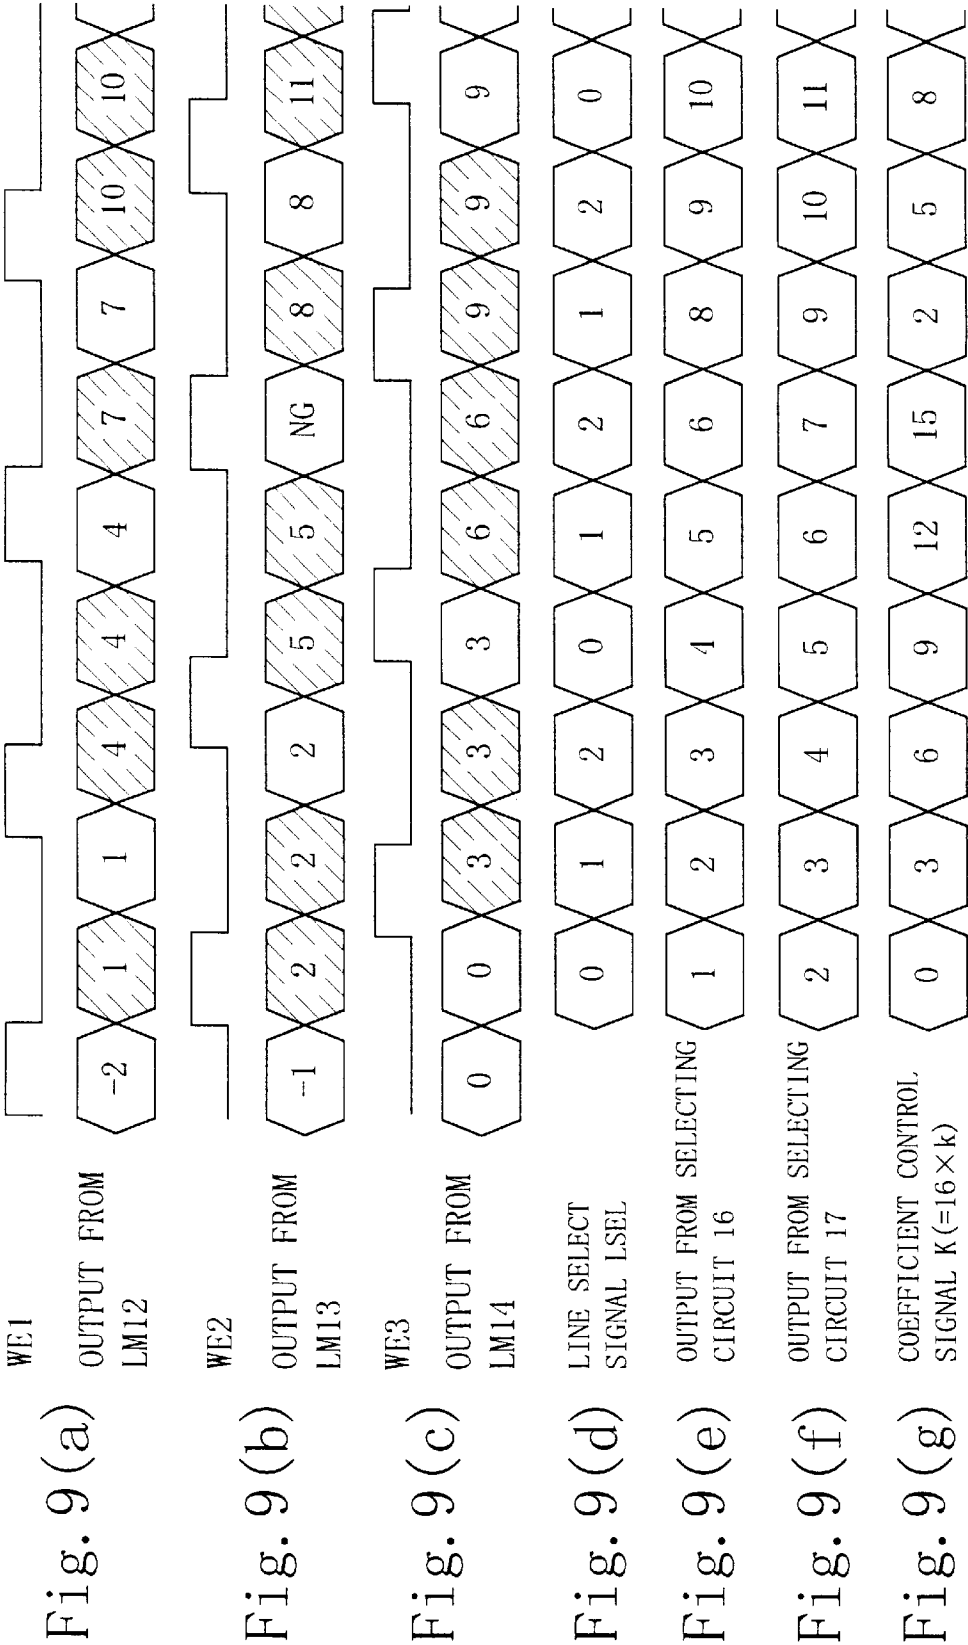 Fig. 9(a)
WE1
OUTPUT FROM
LM12
-2 1 1 4 4 4 7 7 10 10
Fig. 9(b)
WE2
OUTPUT FROM
LM13
-1 2 2 2 5 5 NG 8 8 11
Fig. 9(c)
WE3
OUTPUT FROM
LM14
0 0 3 3 3 6 6 9 9 9
Fig. 9(d)
LINE SELECT
SIGNAL LSEL
0 1 2 0 1 2 1 2 0
Fig. 9(e)
OUTPUT FROM SELECTING
CIRCUIT 16
1 2 3 4 5 6 8 9 10
Fig. 9(f)
OUTPUT FROM SELECTING
CIRCUIT 17
2 3 4 5 6 7 9 10 11
Fig. 9(g)
COEFFICIENT CONTROL
SIGNAL K(=16×k)
0 3 6 9 12 15 2 5 8